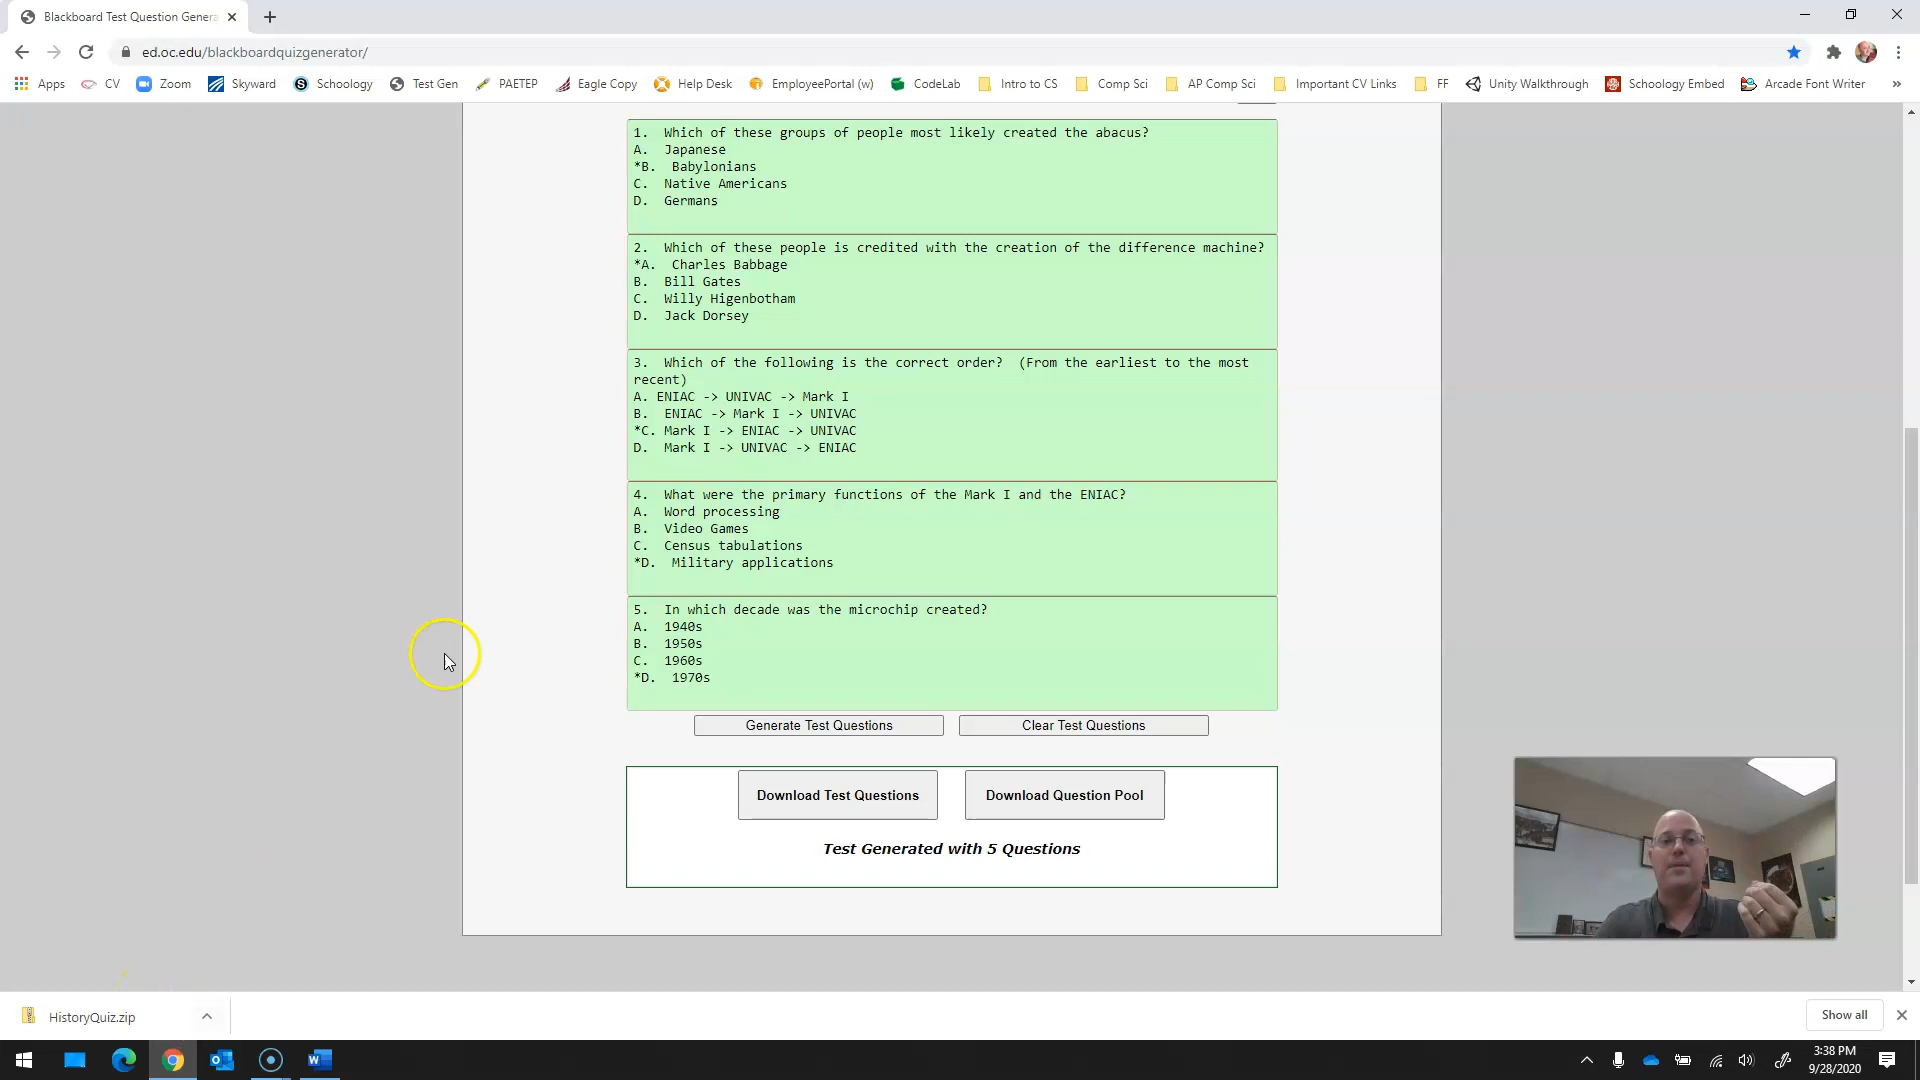 Blackboard Test Question Genera
ed.oc.edu/blackboardquizgenerator/
Apps CV Zoom Skyward Schoology Test Gen PAETEP Eagle Copy Help Desk EmployeePortal (w) CodeLab Intro to CS Comp Sci AP Comp Sci Important CV Links FF Unity Walkthrough Schoology Embed Arcade Font Writer »
1. Which of these groups of people most likely created the abacus?
A. Japanese
*B. Babylonians
C. Native Americans
D. Germans
2. Which of these people is credited with the creation of the difference machine?
*A. Charles Babbage
B. Bill Gates
C. Willy Higenbotham
D. Jack Dorsey
3. Which of the following is the correct order? (From the earliest to the most
recent)
A. ENIAC -> UNIVAC -> Mark I
B. ENIAC -> Mark I -> UNIVAC
*C. Mark I -> ENIAC -> UNIVAC
D. Mark I -> UNIVAC -> ENIAC
4. What were the primary functions of the Mark I and the ENIAC?
A. Word processing
B. Video Games
C. Census tabulations
*D. Military applications
5. In which decade was the microchip created?
A. 1940s
B. 1950s
C. 1960s
*D. 1970s
Generate Test Questions Clear Test Questions
Download Test Questions Download Question Pool
Test Generated with 5 Questions
HistoryQuiz.zip Show all
3:38 PM
9/28/2020